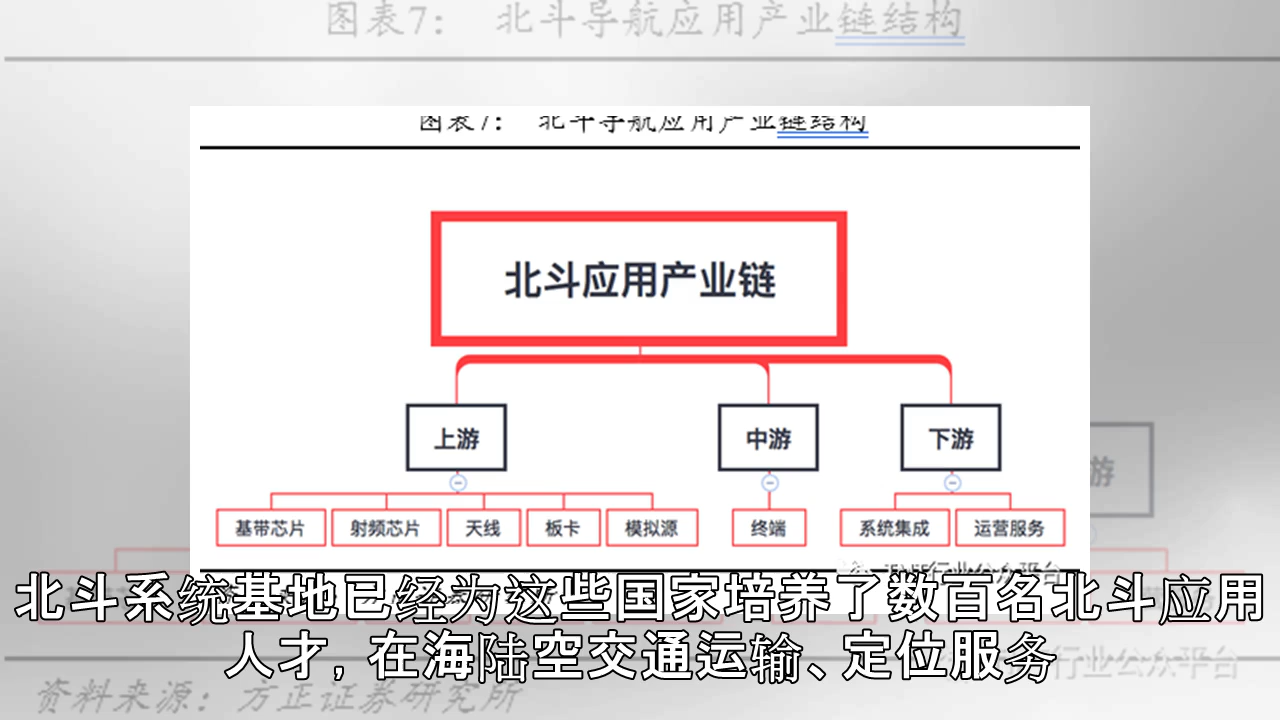 图表7： 北斗导航应用产业链结构
图表7： 北斗导航应用产业链结构
北斗应用产业链
上游 中游 下游
基带芯片 射频芯片 天线 板卡 模拟源 终端 系统集成 运营服务
北斗系统基地已经为这些国家培养了数百名北斗应用
人才，在海陆空交通运输、定位服务
行业公众平台
资料来源：方正证券研究所